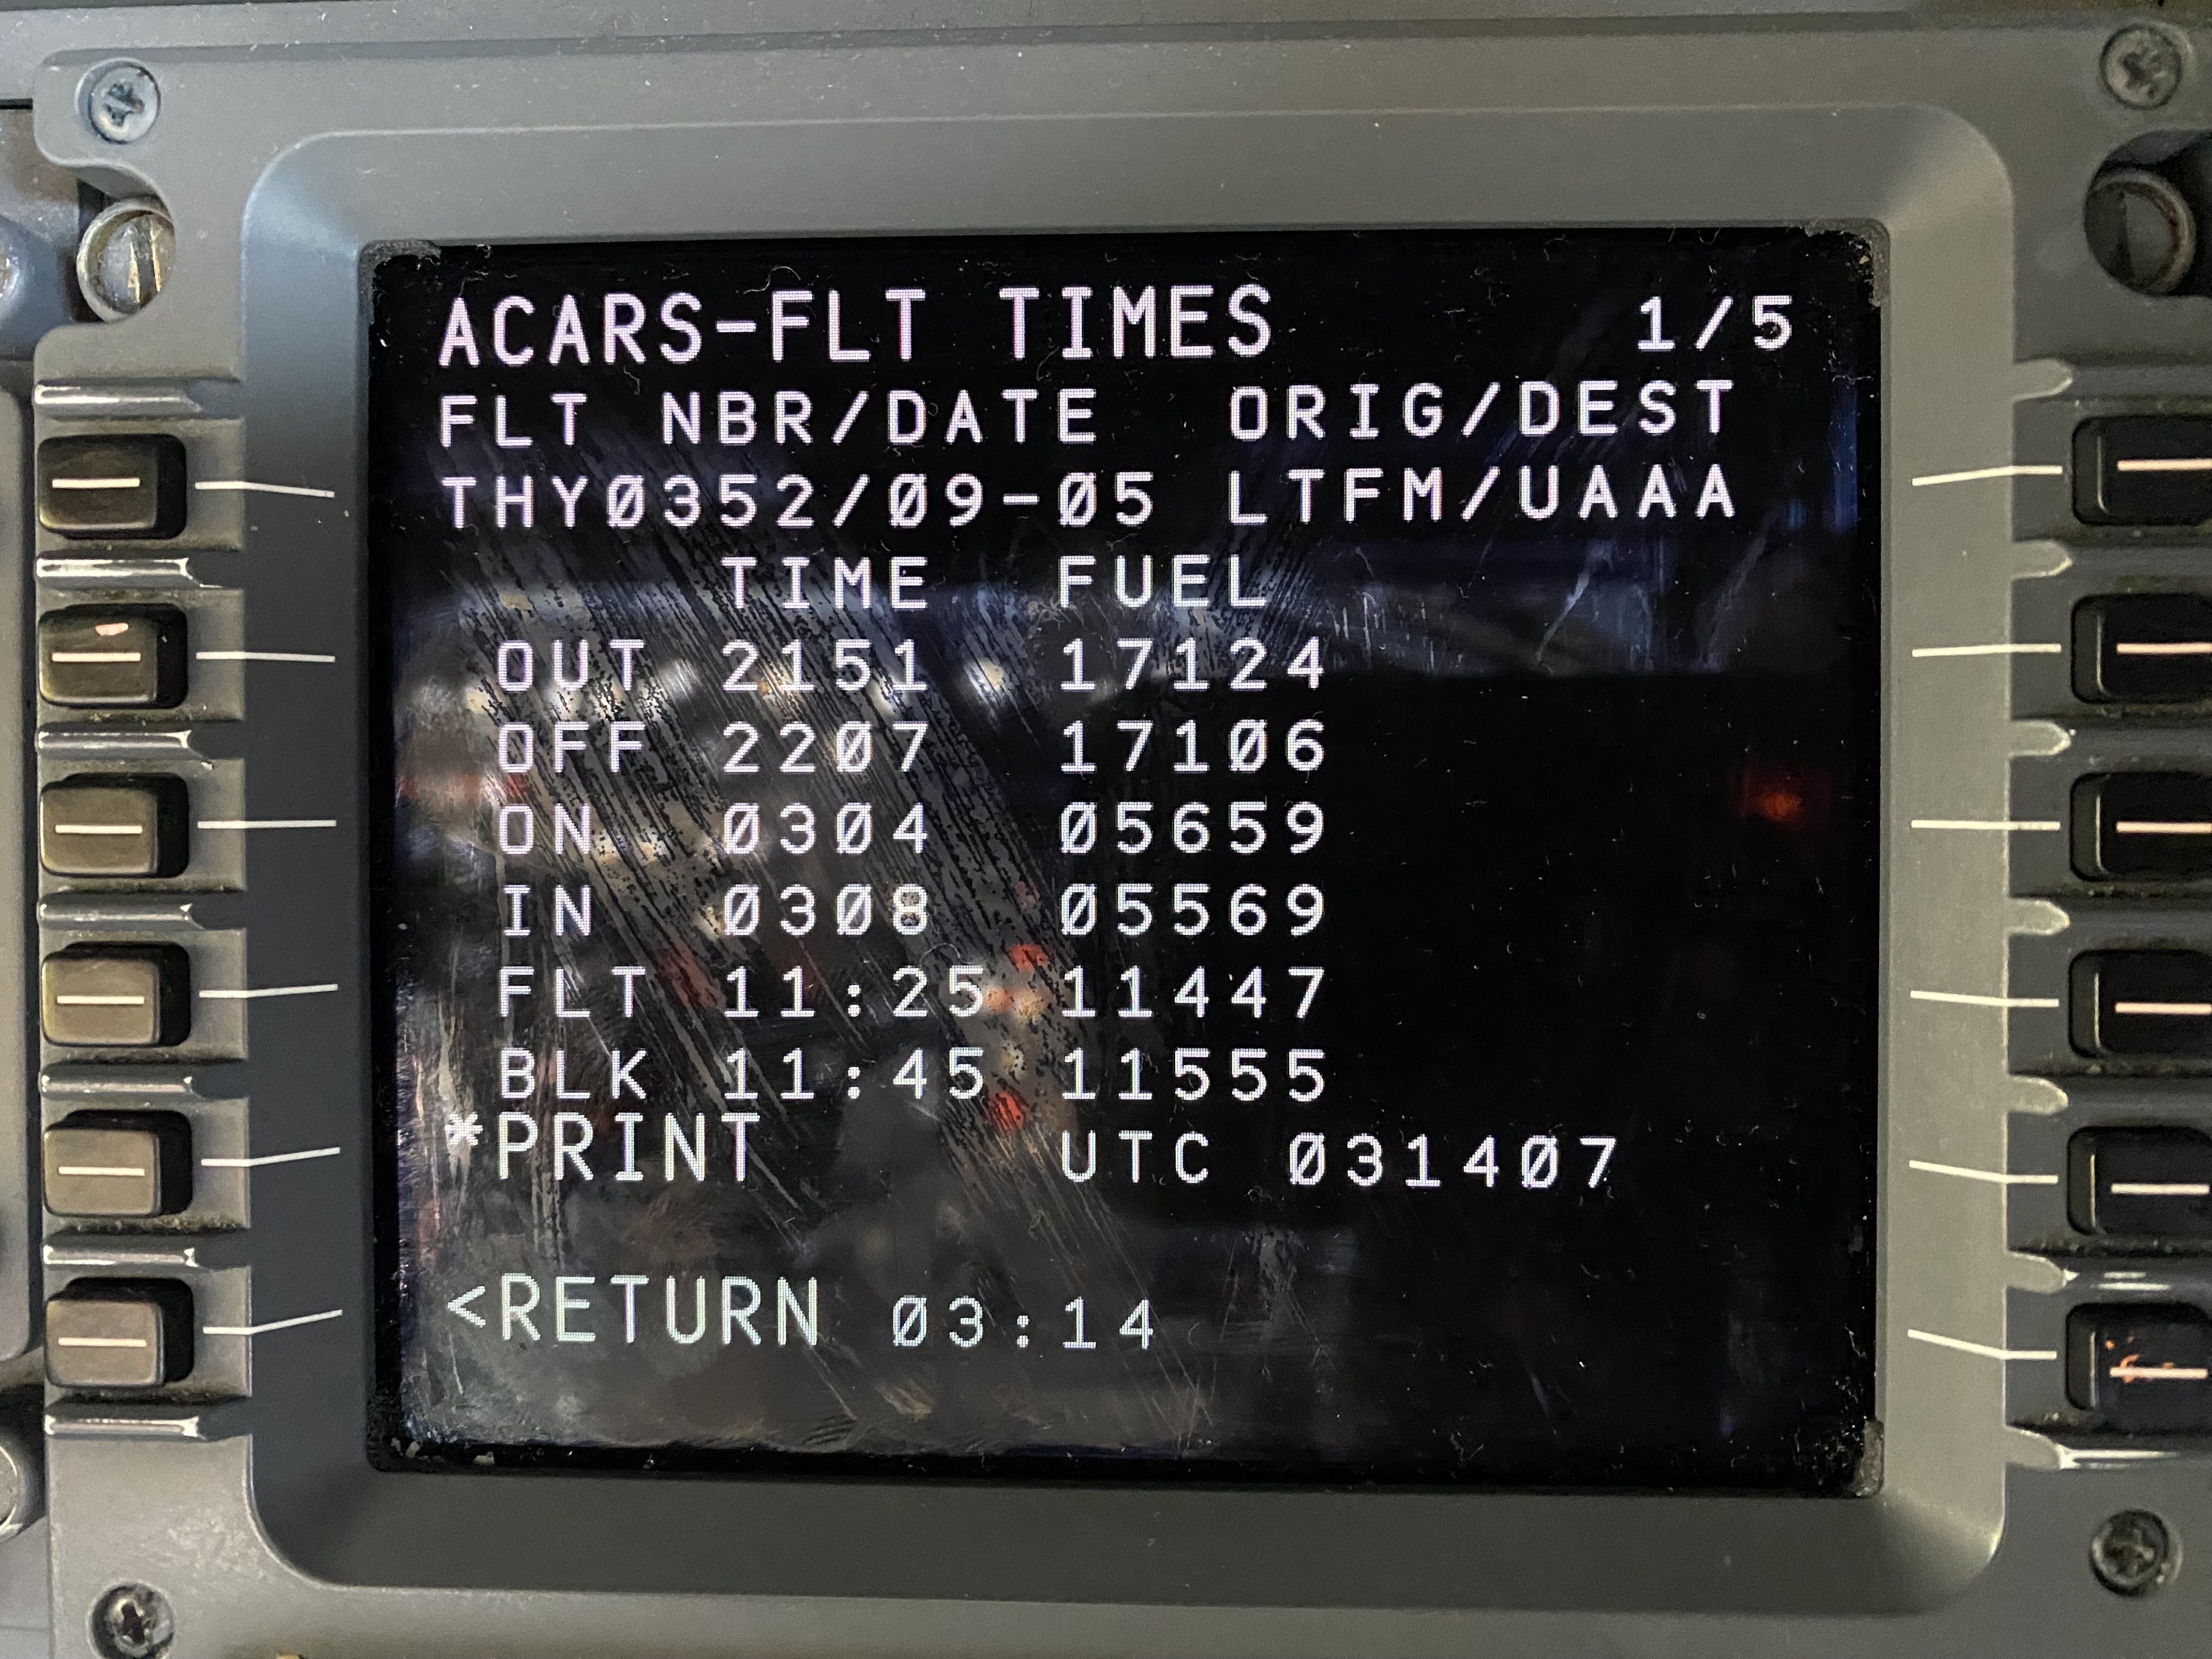 ACARS-FLT TIMES 1/5
FLT NBR/DATE ORIG/DEST
THY0352/09-05 LTFM/UAAA
TIME FUEL
OUT 2151 17124
OFF 2207 17106
ON 0304 05659
IN 0308 05569
FLT 11:25 11447
BLK 11:45 11555
*PRINT UTC 031407
<RETURN 03:14